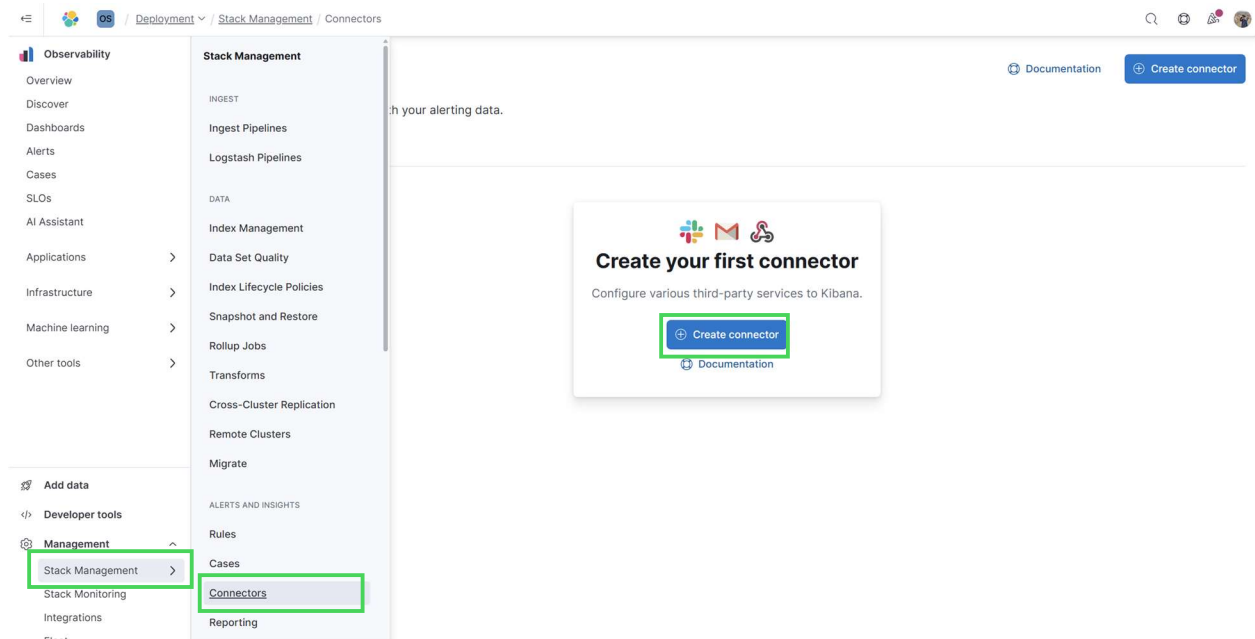 OS / Deployment / Stack Management / Connectors
Observability
Overview
Discover
Dashboards
Alerts
Cases
SLOs
AI Assistant
Applications
Infrastructure
Machine learning
Other tools
Add data
Developer tools
Management
Stack Management
Stack Monitoring
Integrations
Stack Management
INGEST
Ingest Pipelines
Logstash Pipelines
DATA
Index Management
Data Set Quality
Index Lifecycle Policies
Snapshot and Restore
Rollup Jobs
Transforms
Cross-Cluster Replication
Remote Clusters
Migrate
ALERTS AND INSIGHTS
Rules
Cases
Connectors
Reporting
Documentation
Create connector
your alerting data.
Create your first connector
Configure various third-party services to Kibana.
Create connector
Documentation